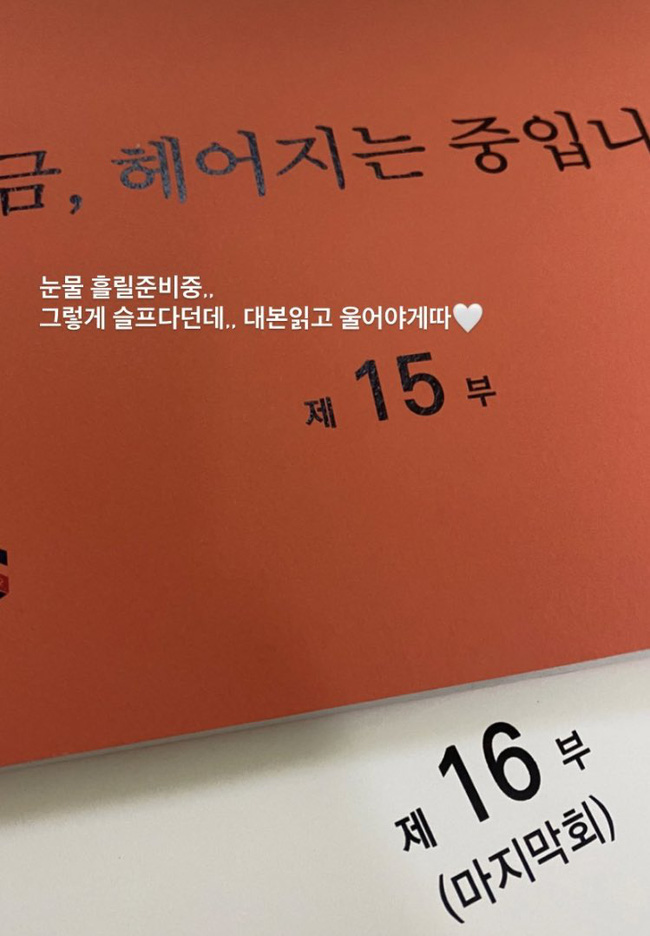 금, 헤어지는 중입니
눈물 흘릴준비중,,
그렇게 슬프다던데,, 대본읽고 울어야게따🤍
제 15 부
제 16 부
(마지막회)